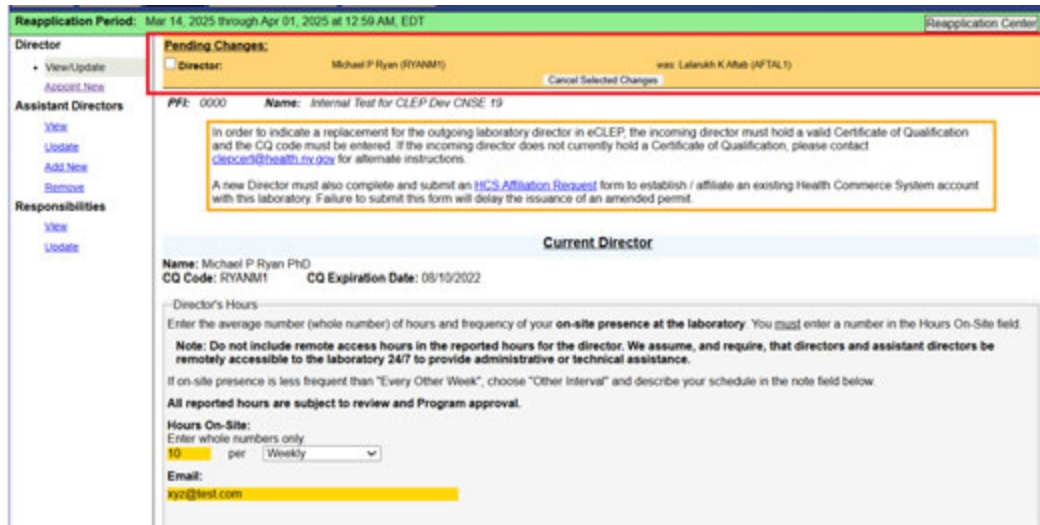 Reapplication Period: Mar 14, 2025 through Apr 01, 2025 at 12:59 AM, EDT
Reapplication Center
Director
• View/Update
Appoint New
Assistant Directors
View
Update
Add New
Remove
Responsibilities
View
Update
Pending Changes:
Director: Michael P Ryan (RYANM1) was: Lalarukh K Aftab (AFTAL1)
Cancel Selected Changes
PFI: 0000 Name: Internal Test for CLEP Dev CNSE 19
In order to indicate a replacement for the outgoing laboratory director in eCLEP, the incoming director must hold a valid Certificate of Qualification
and the CQ code must be entered. If the incoming director does not currently hold a Certificate of Qualification, please contact
clepcert@health.ny.gov for alternate instructions.
A new Director must also complete and submit an HCS Affiliation Request form to establish / affiliate an existing Health Commerce System account
with this laboratory. Failure to submit this form will delay the issuance of an amended permit.
Current Director
Name: Michael P Ryan PhD
CQ Code: RYANM1 CQ Expiration Date: 08/10/2022
Director's Hours
Enter the average number (whole number) of hours and frequency of your on-site presence at the laboratory. You must enter a number in the Hours On-Site field.
Note: Do not include remote access hours in the reported hours for the director. We assume, and require, that directors and assistant directors be
remotely accessible to the laboratory 24/7 to provide administrative or technical assistance.
If on-site presence is less frequent than "Every Other Week", choose "Other Interval" and describe your schedule in the note field below.
All reported hours are subject to review and Program approval.
Hours On-Site:
Enter whole numbers only
10 per Weekly
Email:
xyz@test.com